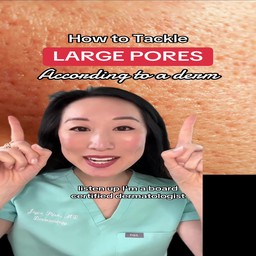 How to Tackle
LARGE PORES
According to a derm
listen up I'm a board
certified dermatologist